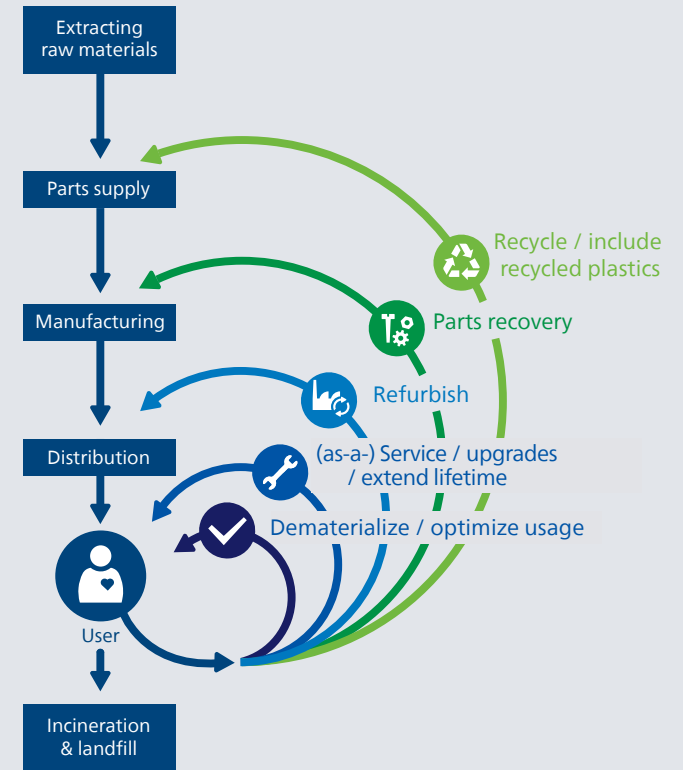 Extracting
raw materials
Parts supply
Recycle / include
recycled plastics
Manufacturing
Parts recovery
Refurbish
Distribution
(as-a-) Service / upgrades
/ extend lifetime
Dematerialize / optimize usage
User
Incineration
& landfill